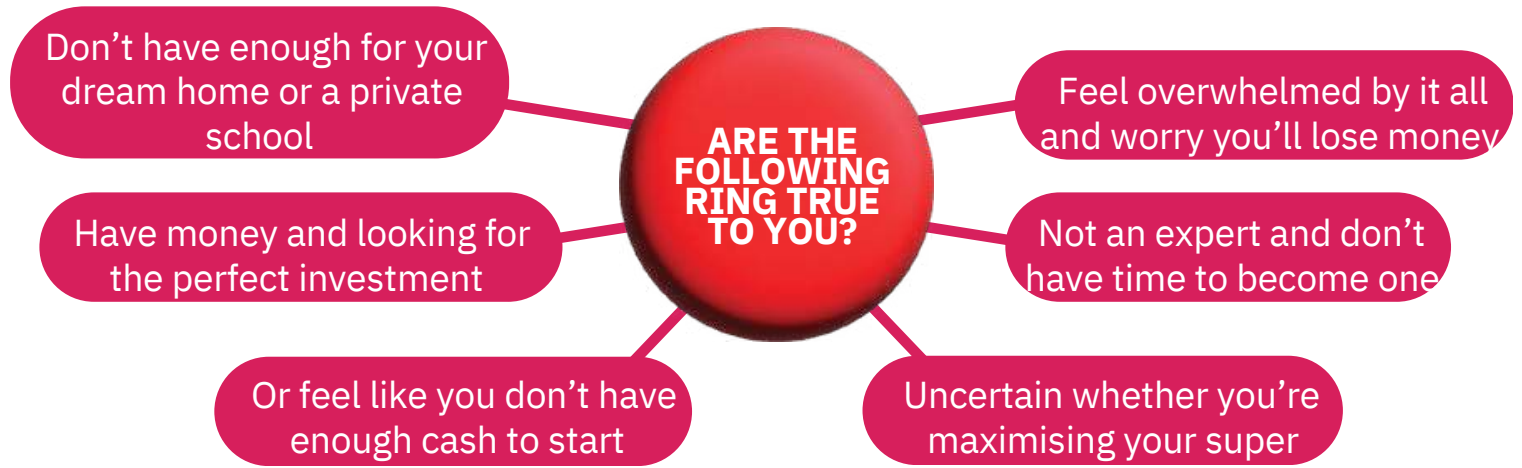 Don’t have enough for your
dream home or a private
school
Have money and looking for
the perfect investment
Or feel like you don’t have
enough cash to start
ARE THE
FOLLOWING
RING TRUE
TO YOU?
Feel overwhelmed by it all
and worry you’ll lose money
Not an expert and don’t
have time to become one
Uncertain whether you’re
maximising your super